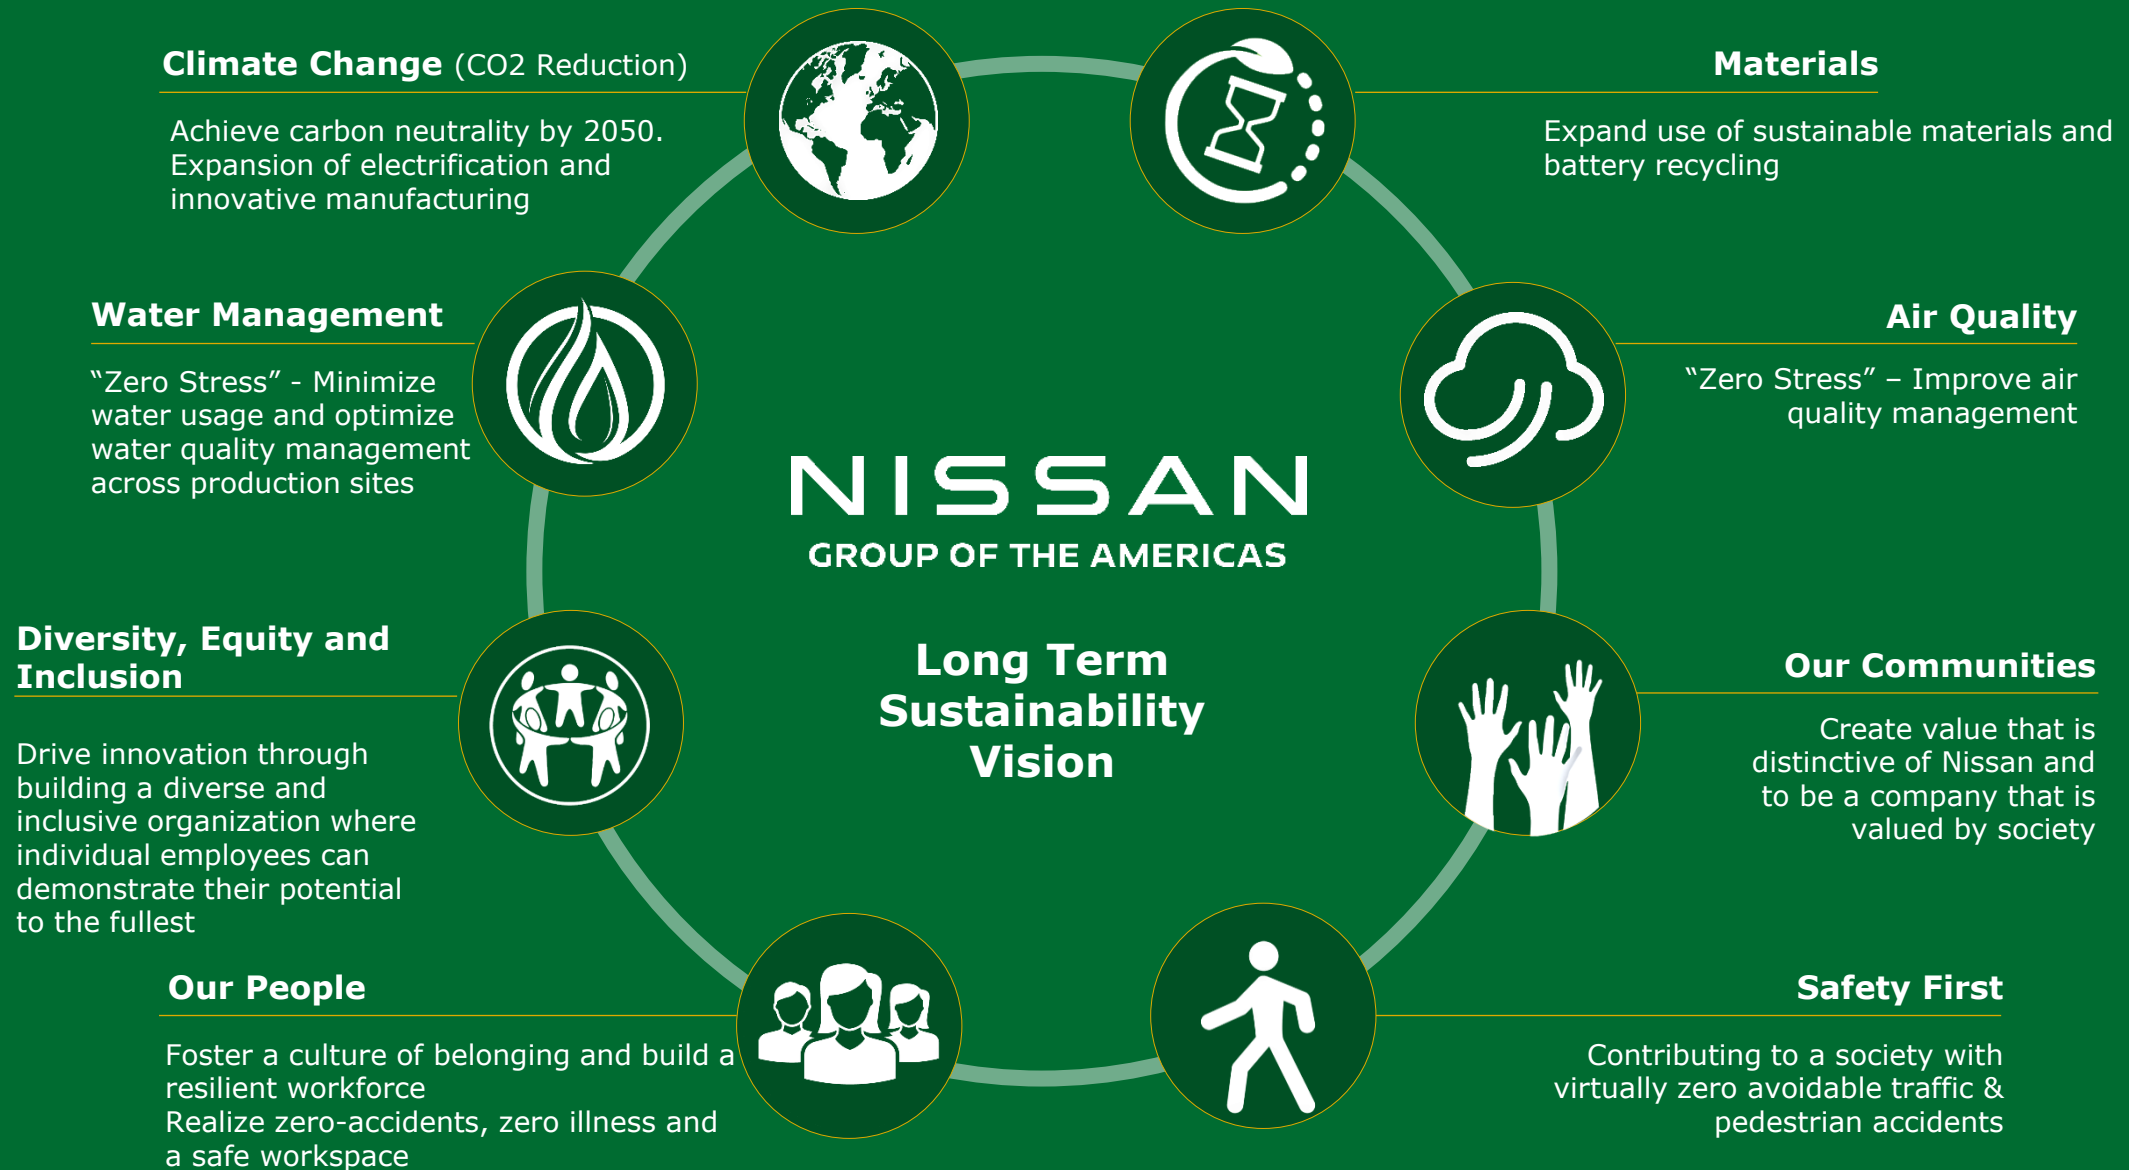 Climate Change (CO2 Reduction)
Achieve carbon neutrality by 2050.
Expansion of electrification and
innovative manufacturing
Materials
Expand use of sustainable materials and
battery recycling
Water Management
“Zero Stress” - Minimize
water usage and optimize
water quality management
across production sites
Air Quality
“Zero Stress” – Improve air
quality management
NISSAN
GROUP OF THE AMERICAS
Long Term
Sustainability
Vision
Diversity, Equity and
Inclusion
Drive innovation through
building a diverse and
inclusive organization where
individual employees can
demonstrate their potential
to the fullest
Our Communities
Create value that is
distinctive of Nissan and
to be a company that is
valued by society
Our People
Foster a culture of belonging and build a
resilient workforce
Realize zero-accidents, zero illness and
a safe workspace
Safety First
Contributing to a society with
virtually zero avoidable traffic &
pedestrian accidents